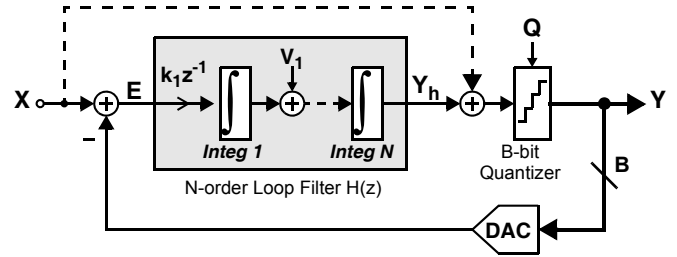 Q
V₁
k₁z⁻¹
X
+
E
∫
+
∫
Yₕ
+
Y
−
Integ 1
Integ N
B-bit
Quantizer
B
N-order Loop Filter H(z)
DAC